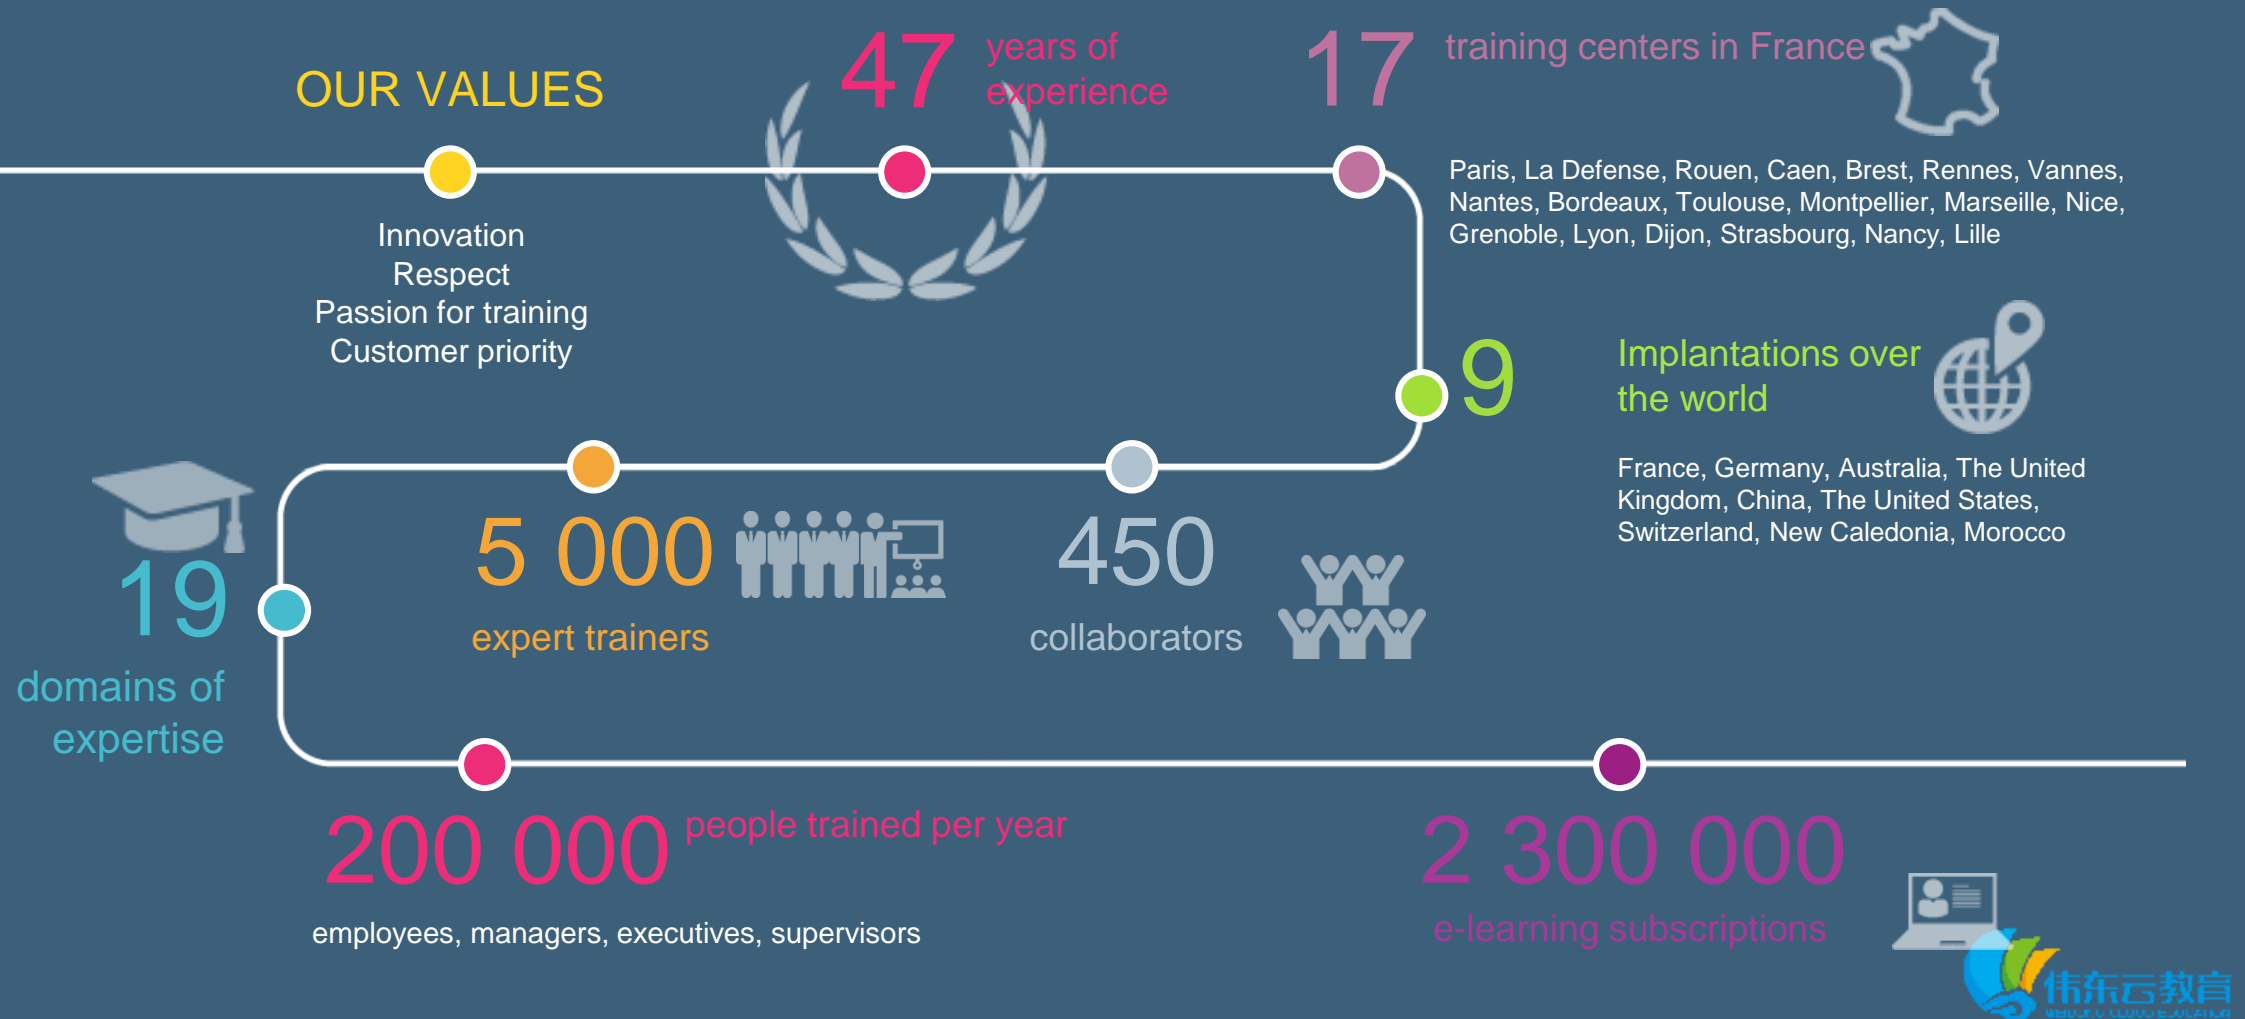 OUR VALUES
Innovation
Respect
Passion for training
Customer priority
47
years of
experience
17
training centers in France
Paris, La Defense, Rouen, Caen, Brest, Rennes, Vannes,
Nantes, Bordeaux, Toulouse, Montpellier, Marseille, Nice,
Grenoble, Lyon, Dijon, Strasbourg, Nancy, Lille
9
Implantations over
the world
France, Germany, Australia, The United
Kingdom, China, The United States,
Switzerland, New Caledonia, Morocco
450
collaborators
5 000
expert trainers
19
domains of
expertise
200 000
people trained per year
employees, managers, executives, supervisors
2 300 000
e-learning subscriptions
伟东云教育